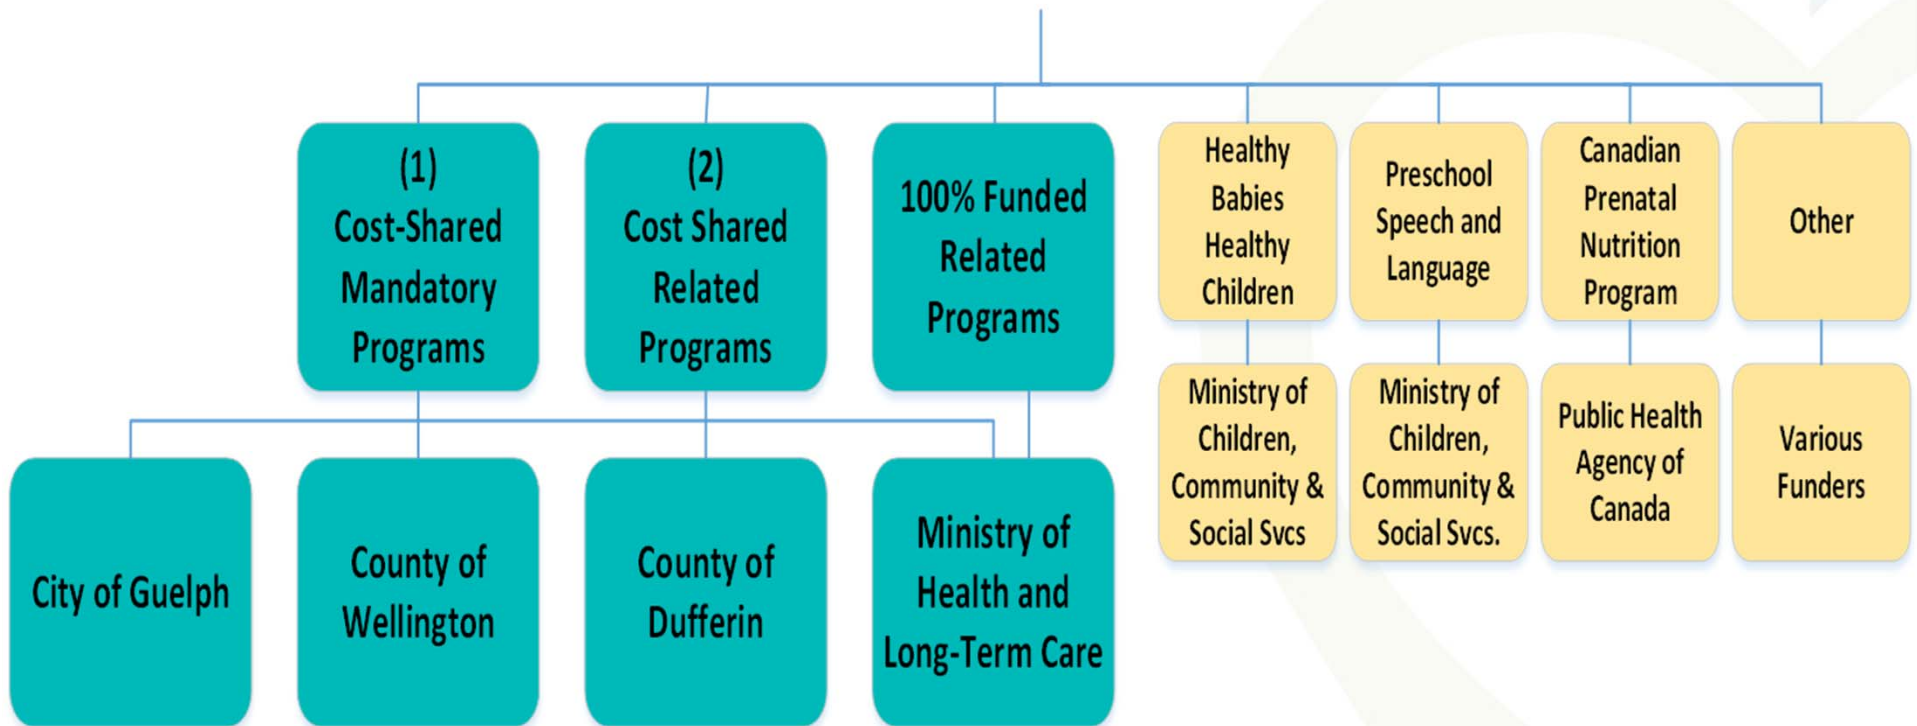 (1)
Cost-Shared
Mandatory
Programs
(2)
Cost Shared
Related
Programs
100% Funded
Related
Programs
Healthy
Babies
Healthy
Children
Preschool
Speech and
Language
Canadian
Prenatal
Nutrition
Program
Other
City of Guelph
County of
Wellington
County of
Dufferin
Ministry of
Health and
Long-Term Care
Ministry of
Children,
Community &
Social Svcs
Ministry of
Children,
Community &
Social Svcs.
Public Health
Agency of
Canada
Various
Funders